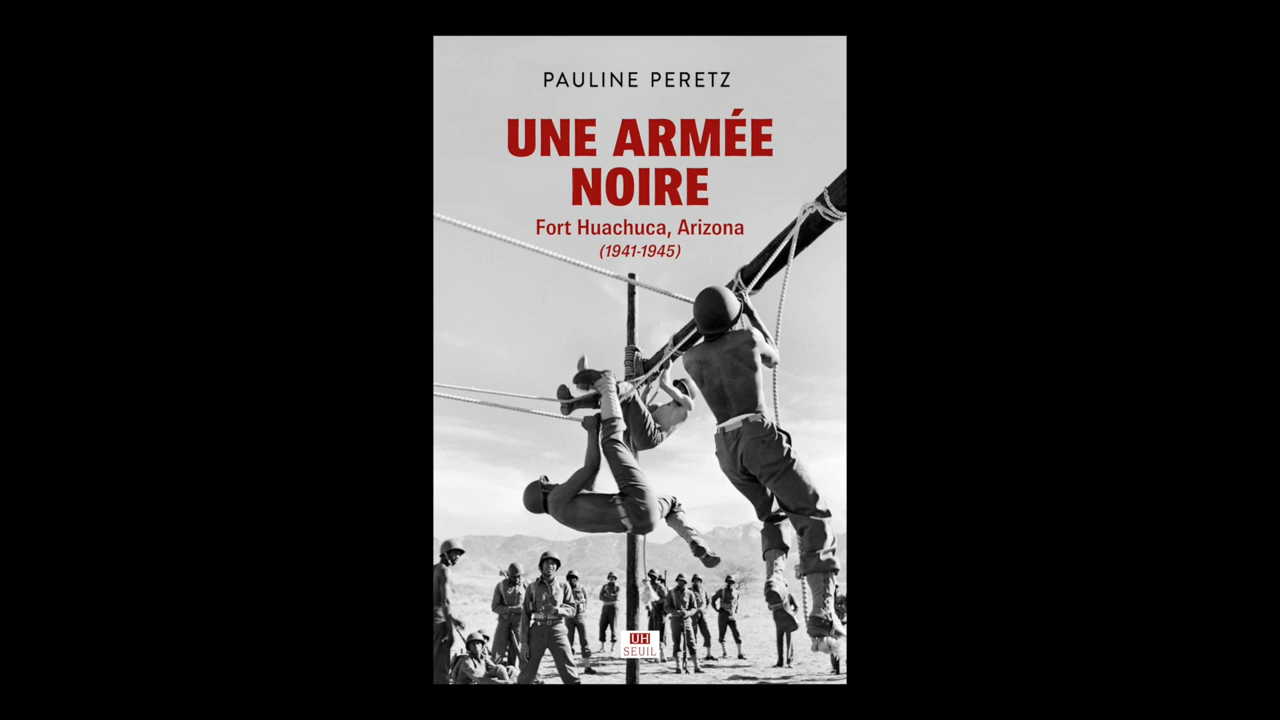 PAULINE PERETZ
UNE ARMÉE
NOIRE
Fort Huachuca, Arizona
(1941-1945)
UH
SEUIL